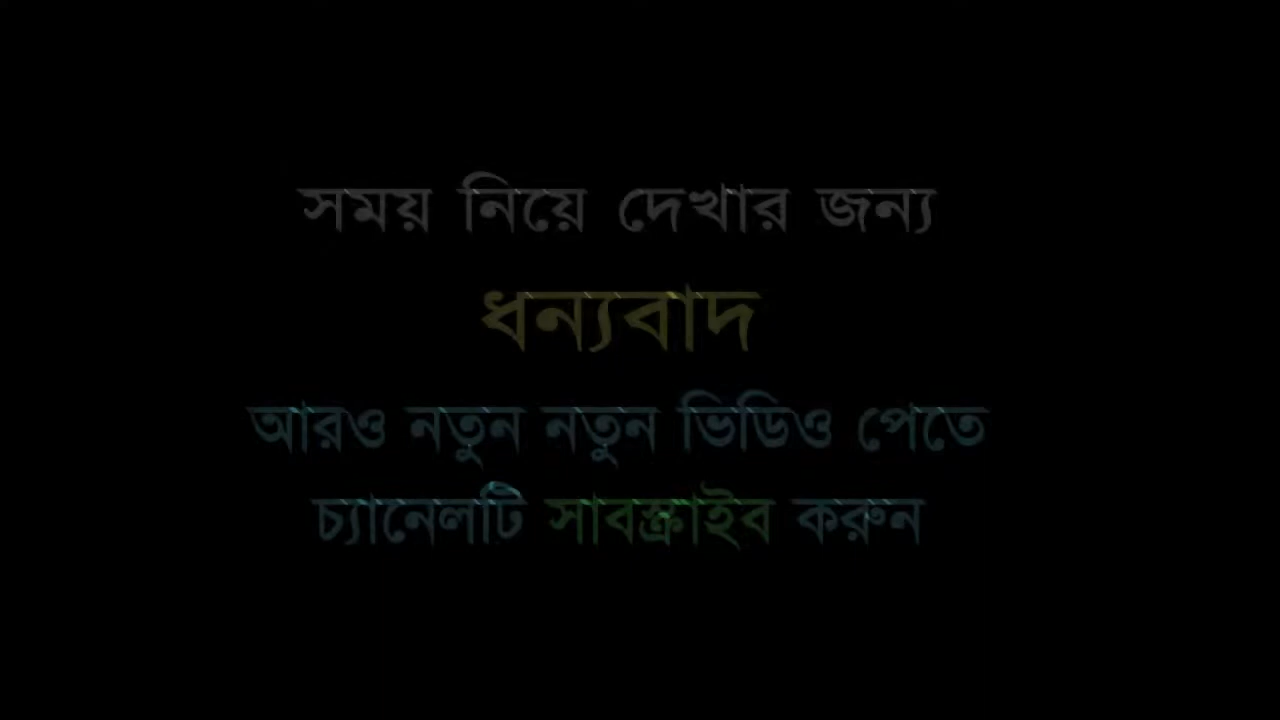 সময় নিয়ে দেখার জন্য
ধন্যবাদ
আরও নতুন নতুন ভিডিও পেতে
চ্যানেলটি সাবস্ক্রাইব করুন